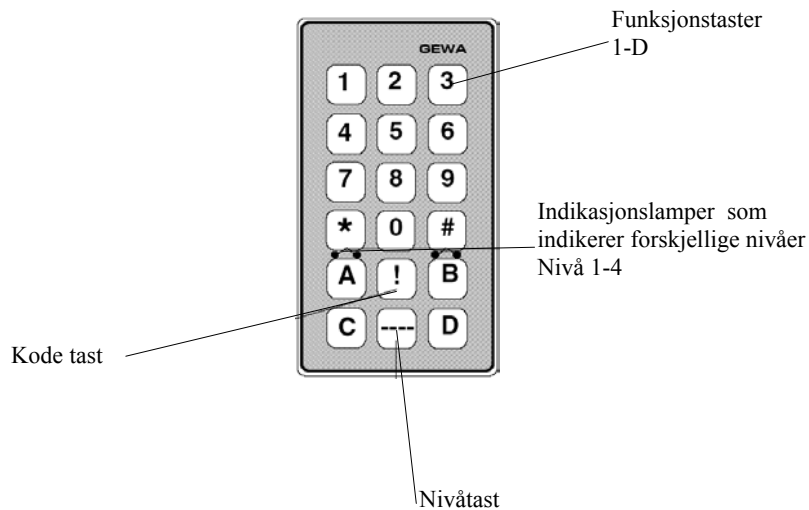 Funksjonstaster
1-D
GEWA
1 2 3
4 5 6
7 8 9
* 0 #
Indikasjonslamper som
indikerer forskjellige nivåer
Nivå 1-4
A ! B
C ---- D
Kode tast
Nivåtast